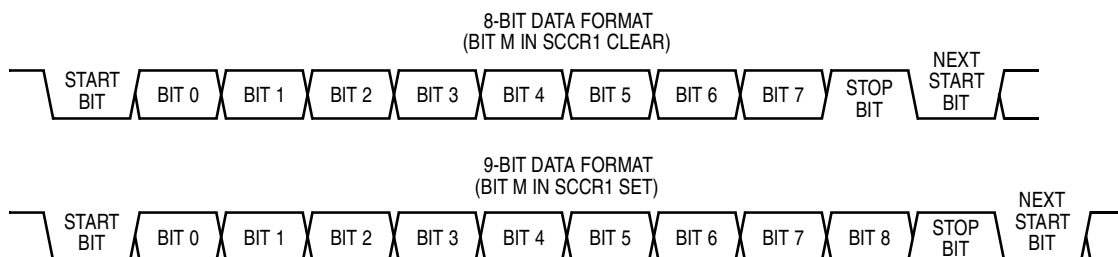 8-BIT DATA FORMAT
(BIT M IN SCCR1 CLEAR)
START
BIT
BIT 0
BIT 1
BIT 2
BIT 3
BIT 4
BIT 5
BIT 6
BIT 7
STOP
BIT
NEXT
START
BIT
9-BIT DATA FORMAT
(BIT M IN SCCR1 SET)
START
BIT
BIT 0
BIT 1
BIT 2
BIT 3
BIT 4
BIT 5
BIT 6
BIT 7
BIT 8
STOP
BIT
NEXT
START
BIT